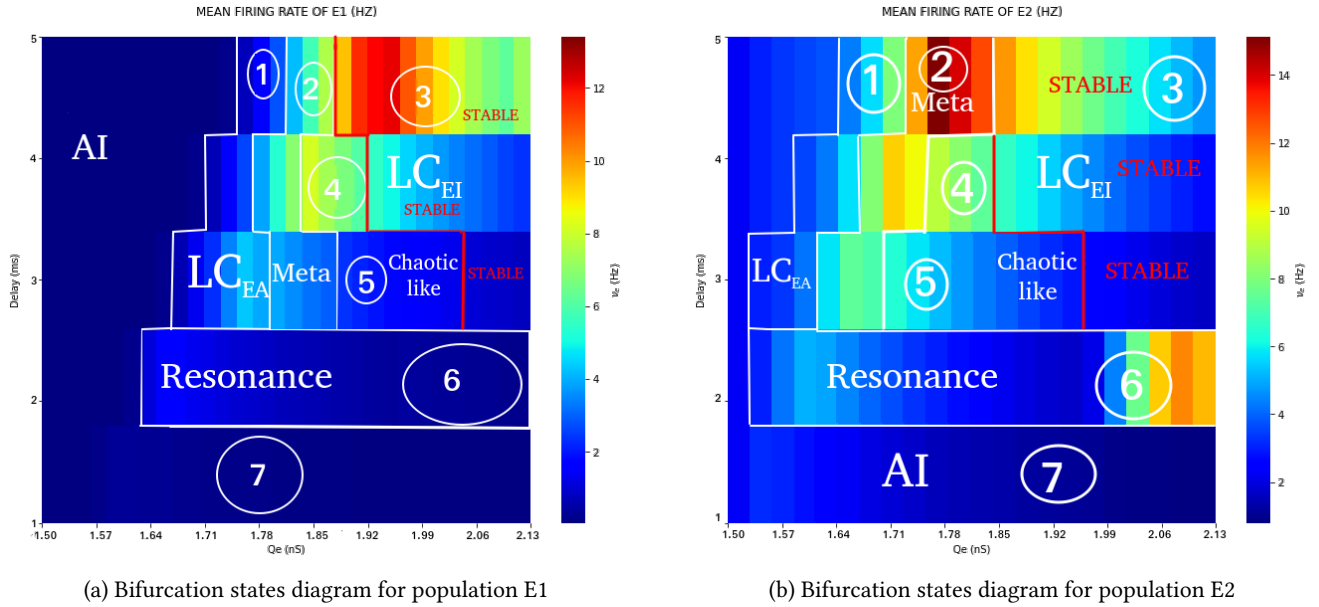 MEAN FIRING RATE OF E1 (HZ)
5
4
3
2
1
Delay (ms)
1.50 1.57 1.64 1.71 1.78 1.85 1.92 1.99 2.06 2.13
Qe (nS)
AI
1
2
3
STABLE
4
LC EI
STABLE
LC EA
Meta
5
Chaotic
like
STABLE
Resonance
6
7
12
10
8
6
4
2
νe (Hz)
(a) Bifurcation states diagram for population E1
MEAN FIRING RATE OF E2 (HZ)
5
4
3
2
1
Delay (ms)
1.50 1.57 1.64 1.71 1.78 1.85 1.92 1.99 2.06 2.13
Qe (nS)
1
2
Meta
STABLE
3
4
LC EI
STABLE
LC EA
5
Chaotic
like
STABLE
Resonance
6
AI
7
14
12
10
8
6
4
2
νe (Hz)
(b) Bifurcation states diagram for population E2